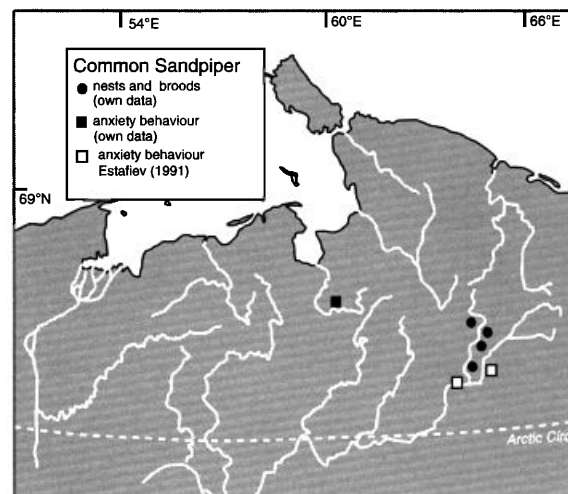 54°E 60°E 66°E
Common Sandpiper
nests and broods
(own data)
anxiety behaviour
(own data)
anxiety behaviour
Estafiev (1991)
69°N
Arctic Circ